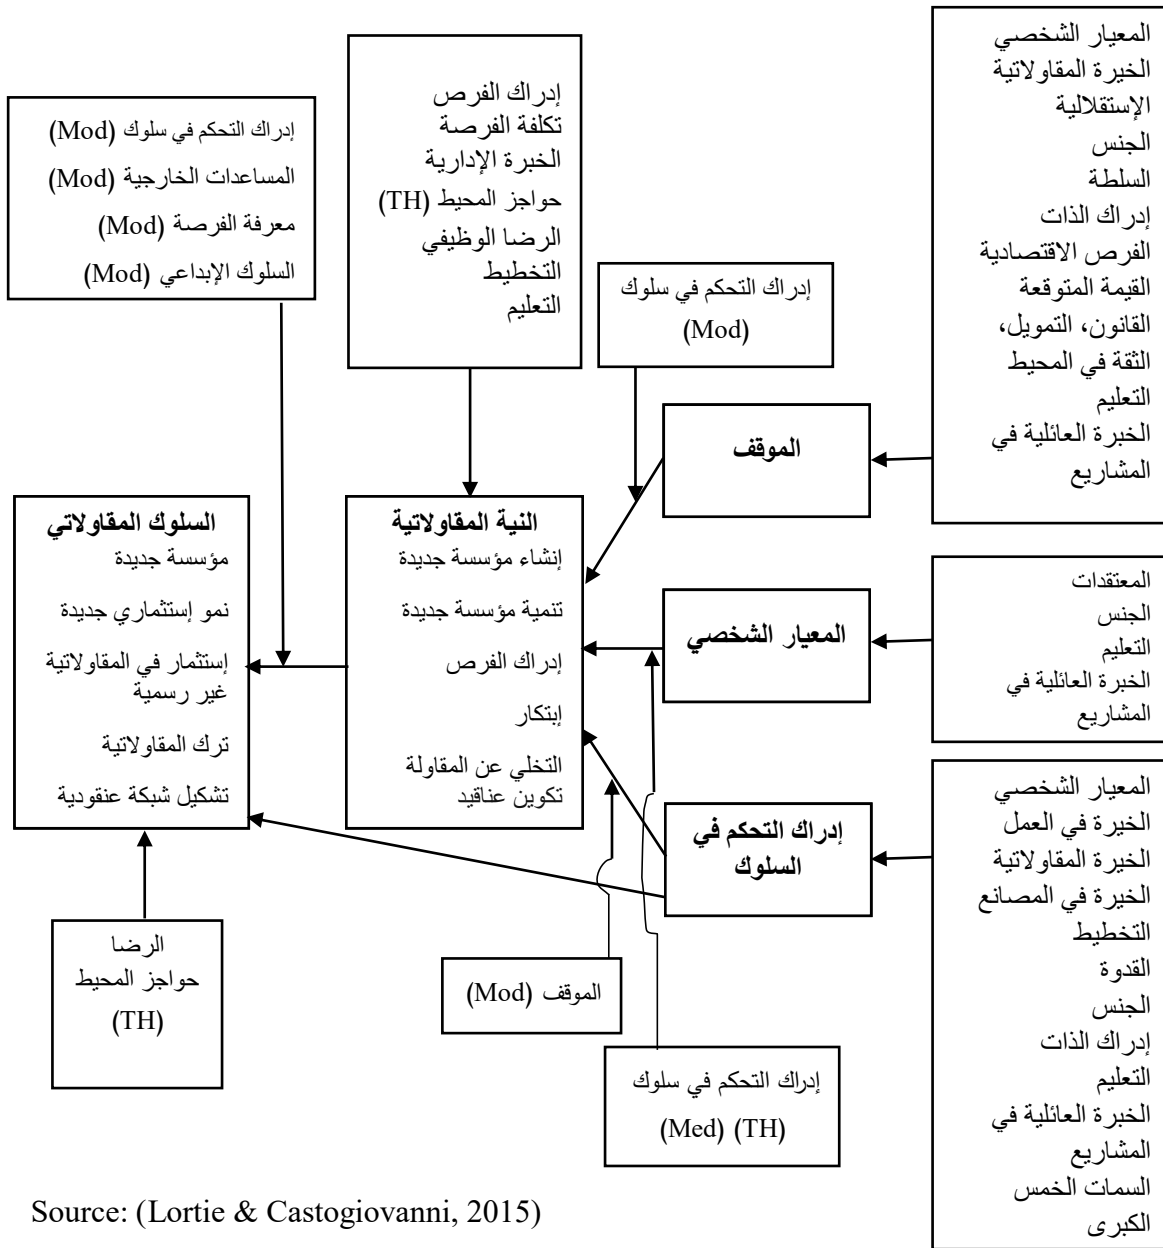 المعيار الشخصي
الخيرة المقاولاتية
الإستقلالية
الجنس
السلطة
إدراك الذات
الفرص الاقتصادية
القيمة المتوقعة
القانون، التمويل،
الثقة في المحيط
التعليم
الخبرة العائلية في
المشاريع
إدراك الفرص
تكلفة الفرصة
الخبرة الإدارية
حواجز المحيط (TH)
الرضا الوظيفي
التخطيط
التعليم
إدراك التحكم في سلوك (Mod)
المساعدات الخارجية (Mod)
معرفة الفرصة (Mod)
السلوك الإبداعي (Mod)
إدراك التحكم في سلوك
(Mod)
الموقف
المعتقدات
الجنس
التعليم
الخبرة العائلية في
المشاريع
المعيار الشخصي
النية المقاولاتية
إنشاء مؤسسة جديدة
تنمية مؤسسة جديدة
إدراك الفرص
إبتكار
التخلي عن المقاولة
تكوين عناقيد
السلوك المقاولاتي
مؤسسة جديدة
نمو إستثماري جديدة
إستثمار في المقاولاتية
غير رسمية
ترك المقاولاتية
تشكيل شبكة عنقودية
المعيار الشخصي
الخيرة في العمل
الخيرة المقاولاتية
الخيرة في المصانع
التخطيط
القدوة
الجنس
إدراك الذات
التعليم
الخبرة العائلية في
المشاريع
السمات الخمس
الكبرى
إدراك التحكم في
السلوك
الموقف (Mod)
الرضا
حواجز المحيط
(TH)
إدراك التحكم في سلوك
(Med) (TH)
Source: (Lortie & Castogiovanni, 2015)